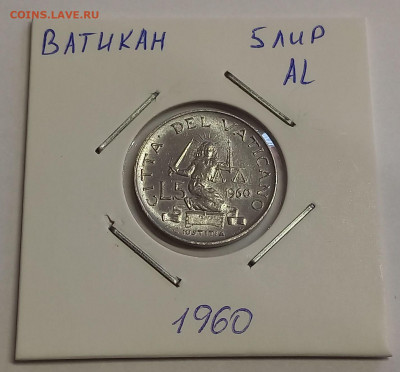 COINS.LAVE.RU
ВАТИКАН 5 ЛИР
AL
CITTA' DEL VATICANO
L.5 1960
IVSTITIA
1960